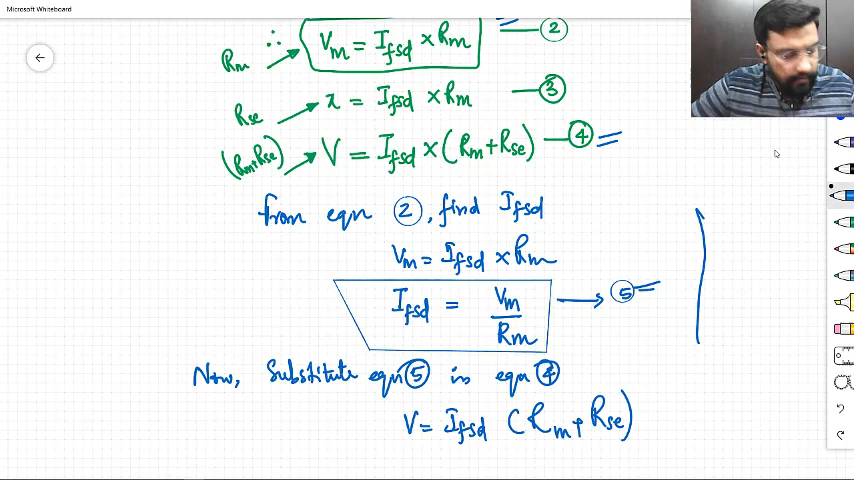 Microsoft Whiteboard
Rm ∴ Vm = Ifsd × Rm — ②
Rse → x = Ifsd × Rm — ③
(Rm+Rse) → V = Ifsd × (Rm + Rse) — ④ =
from eqn ②, find Ifsd
Vm = Ifsd × Rm
Ifsd = Vm / Rm → ⑤ =
Now, Substitute eqn ⑤ in eqn ④
V = Ifsd (Rm + Rse)